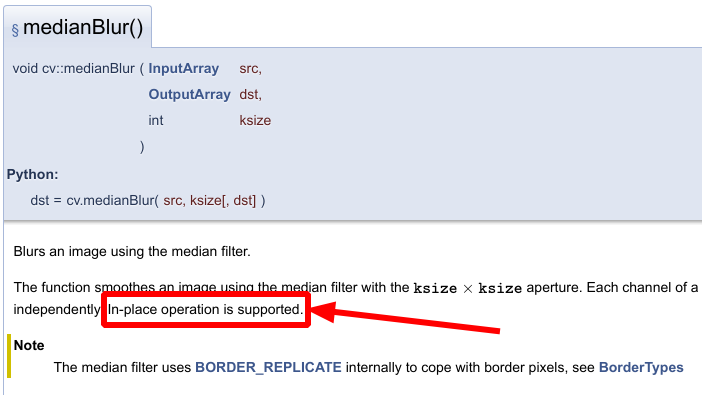 § medianBlur()
void cv::medianBlur ( InputArray src,
OutputArray dst,
int ksize
)
Python:
dst = cv.medianBlur( src, ksize[, dst] )
Blurs an image using the median filter.
The function smoothes an image using the median filter with the ksize × ksize aperture. Each channel of a
independently. In-place operation is supported.
Note
The median filter uses BORDER_REPLICATE internally to cope with border pixels, see BorderTypes